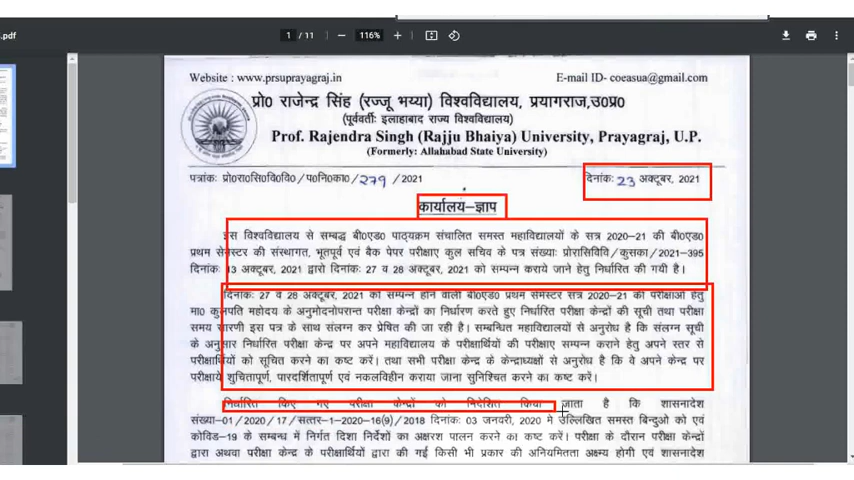 .pdf
1 / 11
116%
Website : www.prsuprayagraj.in
E-mail ID- coeasua@gmail.com
प्रो0 राजेन्द्र सिंह (रज्जू भय्या) विश्वविद्यालय, प्रयागराज,उ0प्र0
(पूर्ववर्ती: इलाहाबाद राज्य विश्वविद्यालय)
Prof. Rajendra Singh (Rajju Bhaiya) University, Prayagraj, U.P.
(Formerly: Allahabad State University)
पत्रांकः प्रो0रा0सि0वि0वि0/प0नि0का0/279/2021
दिनांकः 23 अक्टूबर, 2021
कार्यालय-ज्ञाप
इस विश्वविद्यालय से सम्बद्ध बी0एड0 पाठ्यक्रम संचालित समस्त महाविद्यालयों के सत्र 2020-21 की बी0एड0
प्रथम सेमेस्टर की संस्थागत, भूतपूर्व एवं बैक पेपर परीक्षाए कुल सचिव के पत्र संख्याः प्रोरासिविवि/कुसका/2021-395
दिनांकः 13 अक्टूबर, 2021 द्वारा दिनांकः 27 व 28 अक्टूबर, 2021 को सम्पन्न कराये जाने हेतु निर्धारित की गयी है।
दिनांकः 27 व 28 अक्टूबर, 2021 को सम्पन्न होने वाली बी0एड0 प्रथम सेमेस्टर सत्र 2020-21 की परीक्षाओं हेतु
मा0 कुलपति महोदय के अनुमोदनोपरान्त परीक्षा केन्द्रों का निर्धारण करते हुए निर्धारित परीक्षा केन्द्रों की सूची तथा परीक्षा
समय सारणी इस पत्र के साथ संलग्न कर प्रेषित की जा रही है। सम्बन्धित महाविद्यालयों से अनुरोध है कि संलग्न सूची
के अनुसार निर्धारित परीक्षा केन्द्र पर अपने महाविद्यालय के परीक्षार्थियों की परीक्षाए सम्पन्न कराने हेतु अपने स्तर से
परीक्षार्थियों को सूचित करने का कष्ट करें। तथा सभी परीक्षा केन्द्र के केन्द्राध्यक्षों से अनुरोध है कि वे अपने केन्द्र पर
परीक्षाये शुचितापूर्ण, पारदर्शितापूर्ण एवं नकलविहीन कराया जाना सुनिश्चित करने का कष्ट करें।
निर्धारित किए गए परीक्षा केन्द्रों को निर्देशित किया जाता है कि शासनादेश
संख्या-01/2020/17/सत्तर-1-2020-16(9)/2018 दिनांकः 03 जनवरी, 2020 मे उल्लिखित समस्त बिन्दुओ को एवं
कोविड-19 के सम्बन्ध में निर्गत दिशा निर्देशों का अक्षरश पालन करने का कष्ट करें। परीक्षा के दौरान परीक्षा केन्द्रों
द्वारा अथवा परीक्षा केन्द्र के परीक्षार्थियों द्वारा की गई किसी भी प्रकार की अनियमितता अक्षम्य होगी एवं शासनादेश